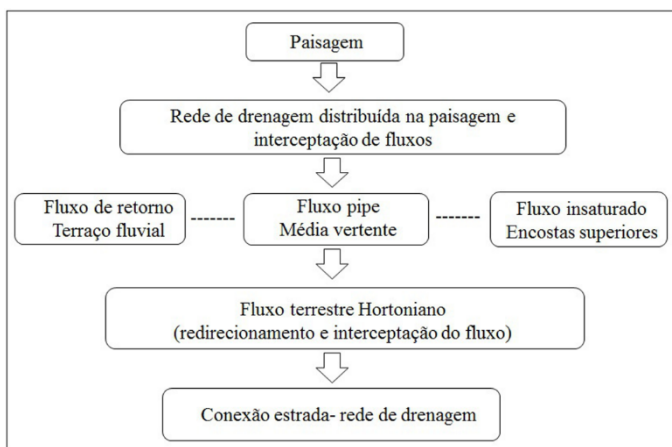 Paisagem
Rede de drenagem distribuída na paisagem e
interceptação de fluxos
Fluxo de retorno
Terraço fluvial
Fluxo pipe
Média vertente
Fluxo insaturado
Encostas superiores
Fluxo terrestre Hortoniano
(redirecionamento e interceptação do fluxo)
Conexão estrada- rede de drenagem